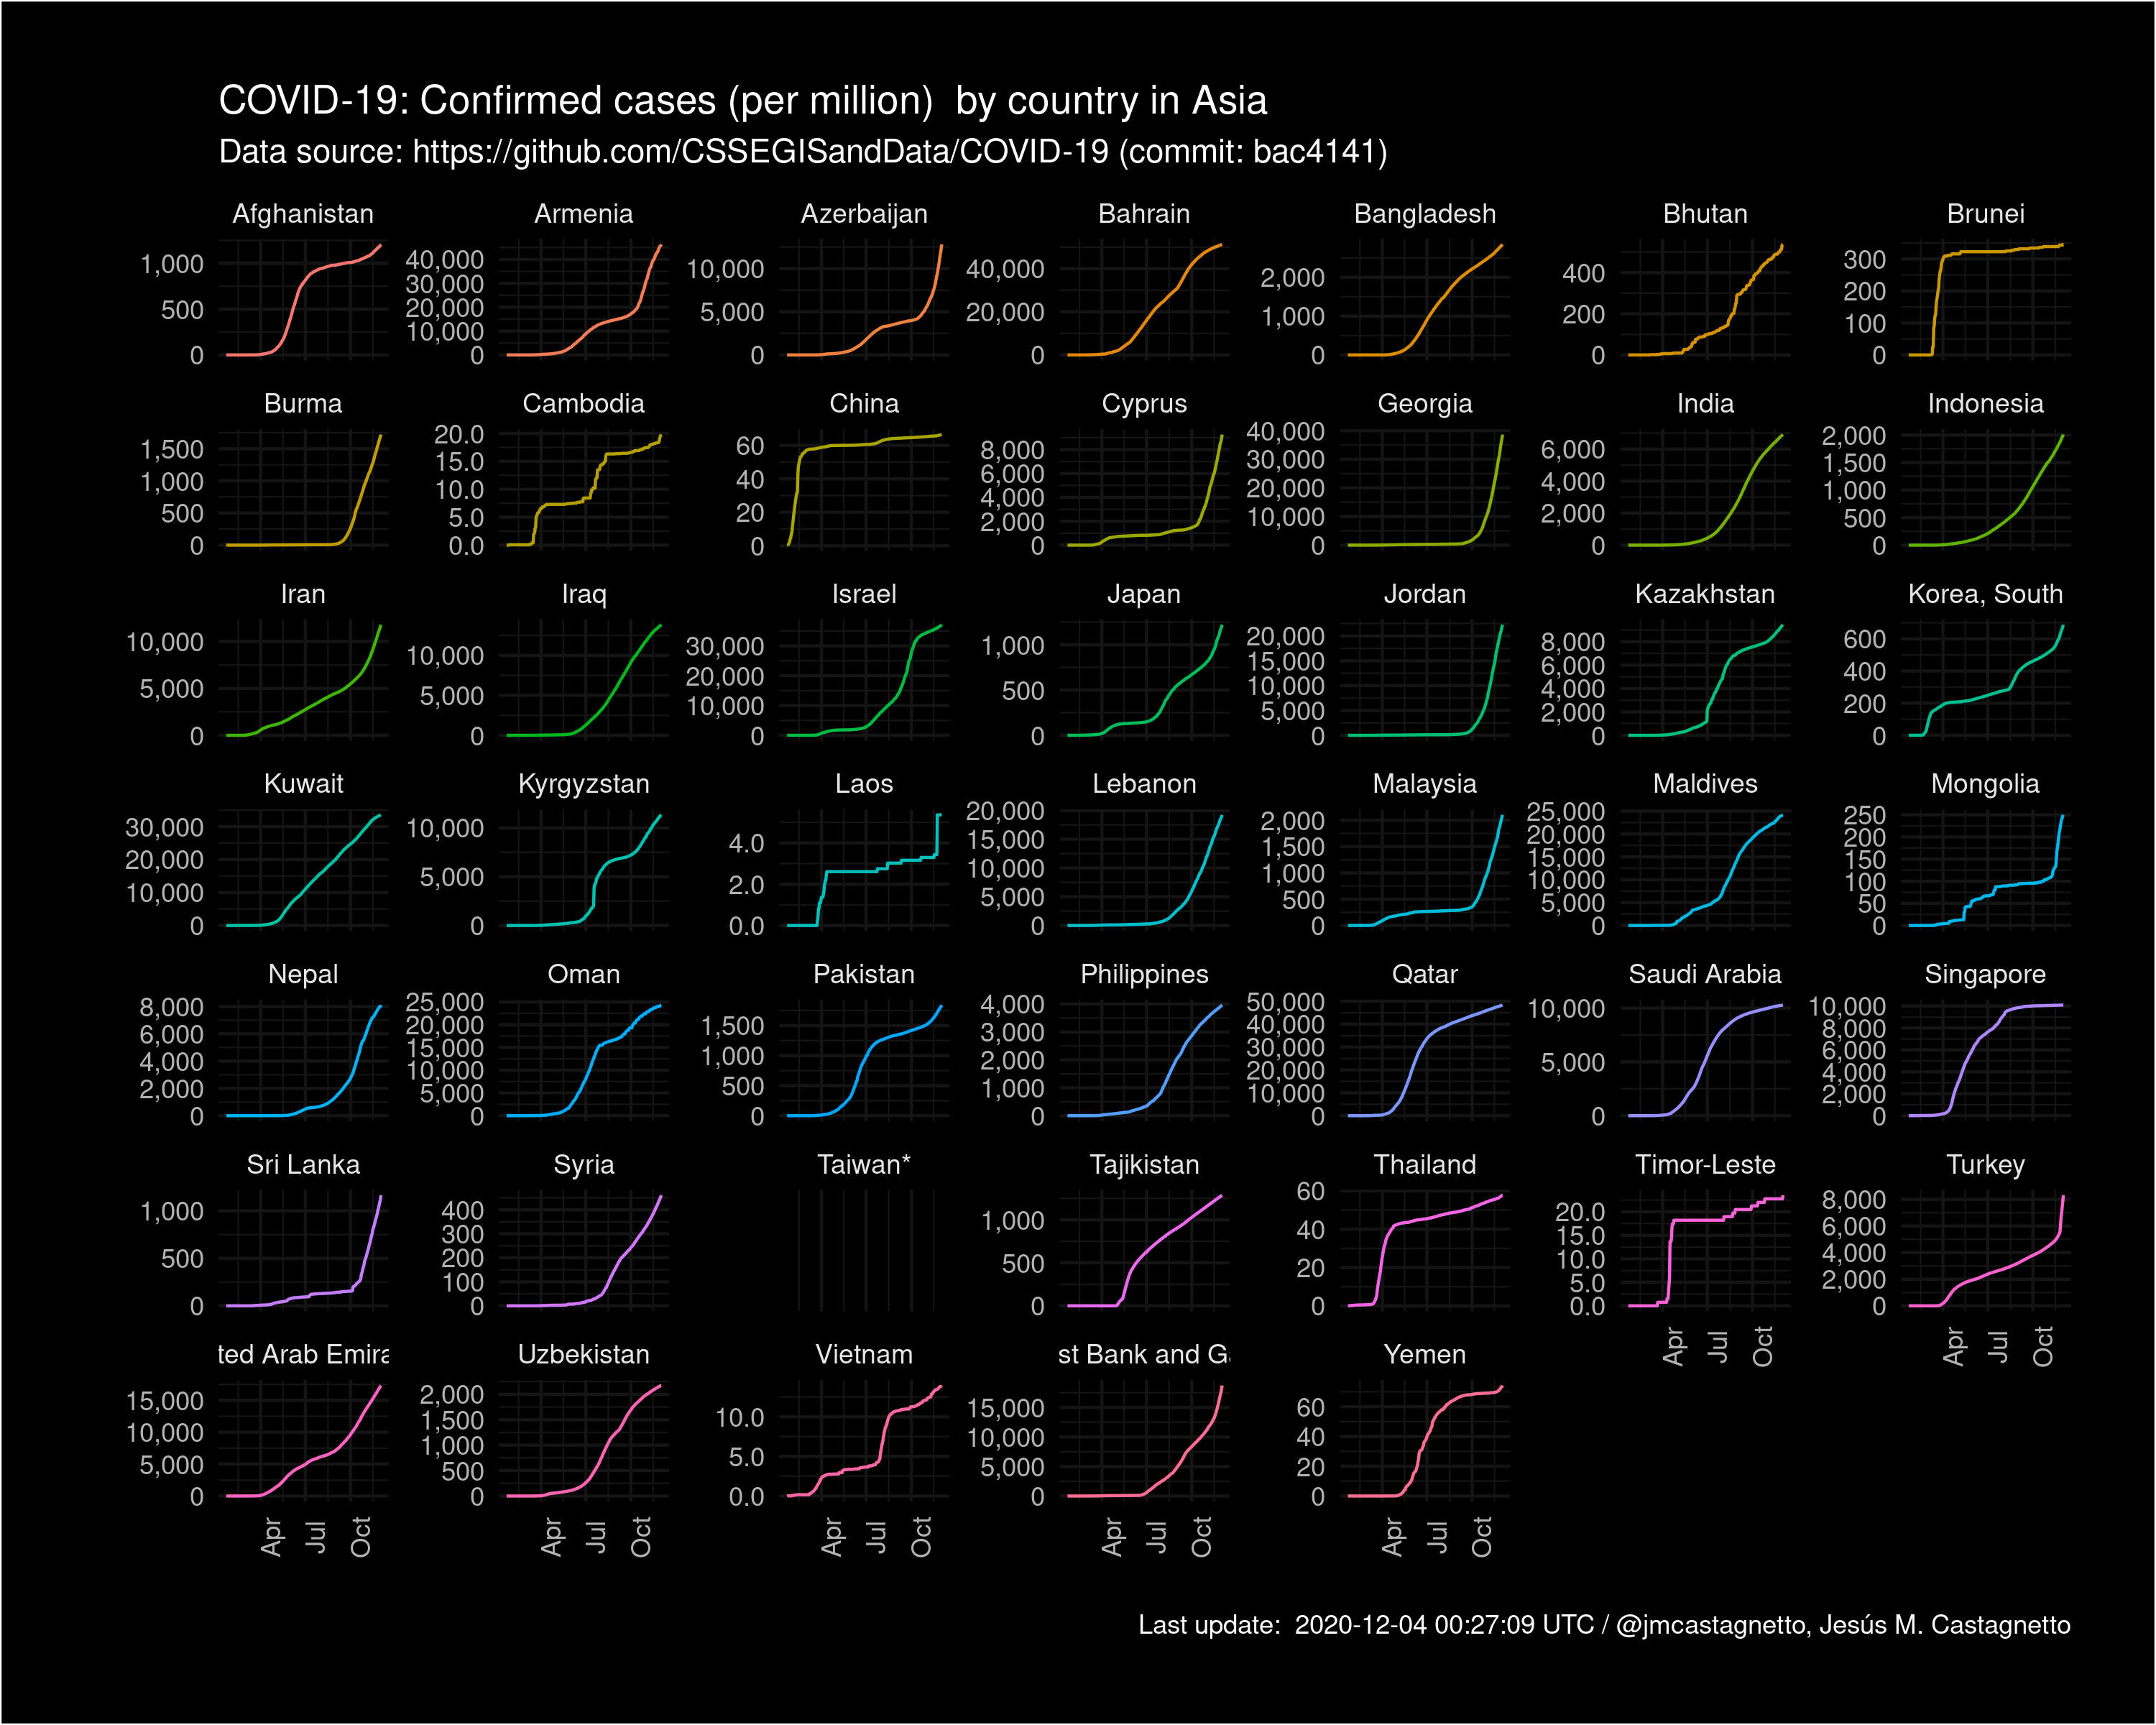 COVID-19: Confirmed cases (per million)  by country in Asia
Data source: https://github.com/CSSEGISandData/COVID-19 (commit: bac4141)
Afghanistan
1,000
500
0
Armenia
40,000
30,000
20,000
10,000
0
Azerbaijan
10,000
5,000
0
Bahrain
40,000
20,000
0
Bangladesh
2,000
1,000
0
Bhutan
400
200
0
Brunei
300
200
100
0
Burma
1,500
1,000
500
0
Cambodia
20.0
15.0
10.0
5.0
0.0
China
60
40
20
0
Cyprus
8,000
6,000
4,000
2,000
0
Georgia
40,000
30,000
20,000
10,000
0
India
6,000
4,000
2,000
0
Indonesia
2,000
1,500
1,000
500
0
Iran
10,000
5,000
0
Iraq
10,000
5,000
0
Israel
30,000
20,000
10,000
0
Japan
1,000
500
0
Jordan
20,000
15,000
10,000
5,000
0
Kazakhstan
8,000
6,000
4,000
2,000
0
Korea, South
600
400
200
0
Kuwait
30,000
20,000
10,000
0
Kyrgyzstan
10,000
5,000
0
Laos
4.0
2.0
0.0
Lebanon
20,000
15,000
10,000
5,000
0
Malaysia
2,000
1,500
1,000
500
0
Maldives
25,000
20,000
15,000
10,000
5,000
0
Mongolia
250
200
150
100
50
0
Nepal
8,000
6,000
4,000
2,000
0
Oman
25,000
20,000
15,000
10,000
5,000
0
Pakistan
1,500
1,000
500
0
Philippines
4,000
3,000
2,000
1,000
0
Qatar
50,000
40,000
30,000
20,000
10,000
0
Saudi Arabia
10,000
5,000
0
Singapore
10,000
8,000
6,000
4,000
2,000
0
Sri Lanka
1,000
500
0
Syria
400
300
200
100
0
Taiwan*
Tajikistan
1,000
500
0
Thailand
60
40
20
0
Timor-Leste
20.0
15.0
10.0
5.0
0.0
Apr
Jul
Oct
Turkey
8,000
6,000
4,000
2,000
0
Apr
Jul
Oct
ted Arab Emira
15,000
10,000
5,000
0
Apr
Jul
Oct
Uzbekistan
2,000
1,500
1,000
500
0
Apr
Jul
Oct
Vietnam
10.0
5.0
0.0
Apr
Jul
Oct
st Bank and Ga
15,000
10,000
5,000
0
Apr
Jul
Oct
Yemen
60
40
20
0
Apr
Jul
Oct
Last update:  2020-12-04 00:27:09 UTC / @jmcastagnetto, Jesús M. Castagnetto